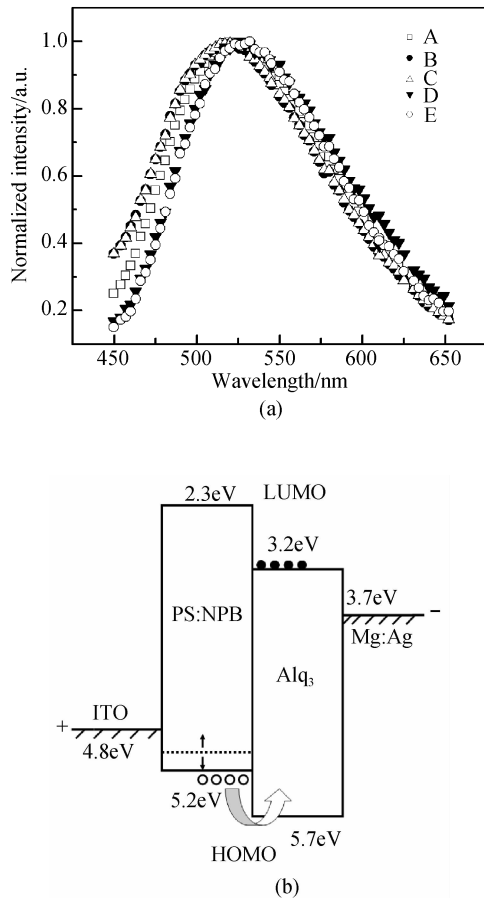 A
B
C
D
E
Normalized intensity/a.u.
1.0
0.8
0.6
0.4
0.2
450 500 550 600 650
Wavelength/nm
(a)
2.3eV LUMO
3.2eV
PS:NPB
3.7eV −
Mg:Ag
Alq₃
+ ITO
4.8eV
5.2eV
5.7eV
HOMO
(b)